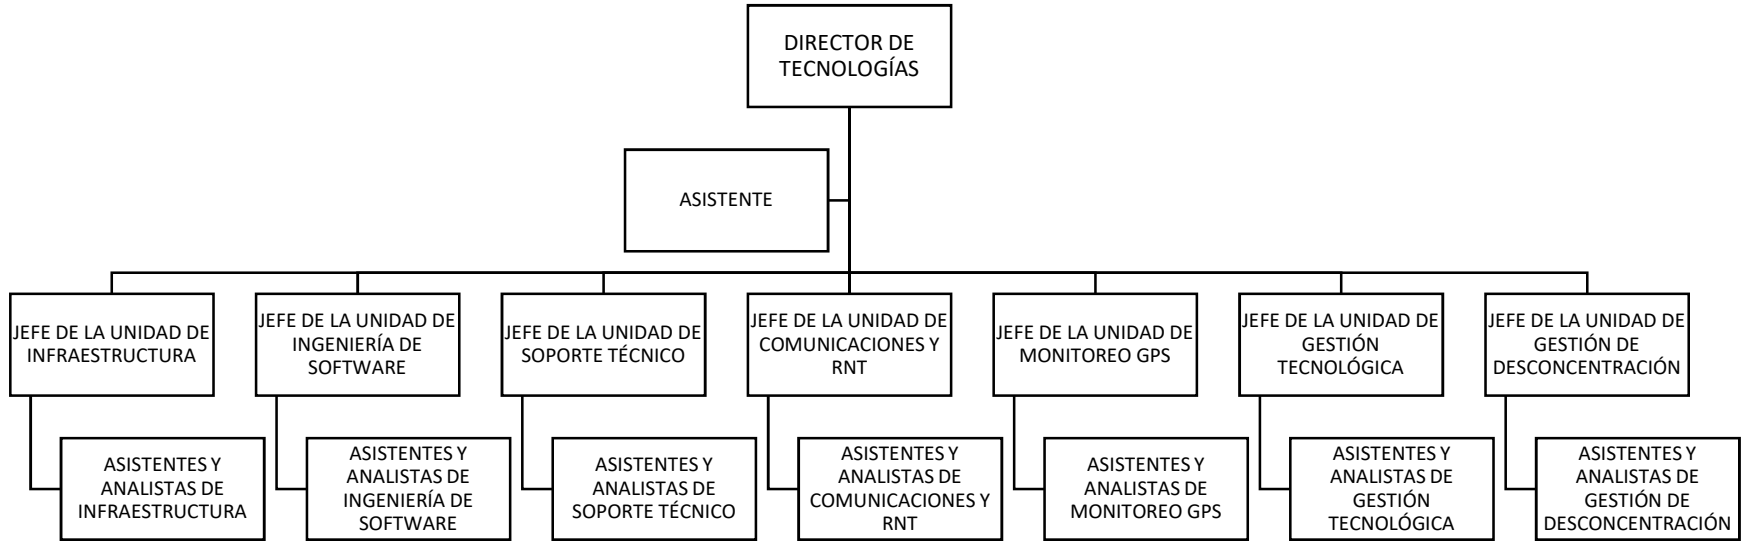 DIRECTOR DE
TECNOLOGÍAS
ASISTENTE
JEFE DE LA UNIDAD DE
INFRAESTRUCTURA
JEFE DE LA UNIDAD DE
INGENIERÍA DE
SOFTWARE
JEFE DE LA UNIDAD DE
SOPORTE TÉCNICO
JEFE DE LA UNIDAD DE
COMUNICACIONES Y
RNT
JEFE DE LA UNIDAD DE
MONITOREO GPS
JEFE DE LA UNIDAD DE
GESTIÓN
TECNOLÓGICA
JEFE DE LA UNIDAD DE
GESTIÓN DE
DESCONCENTRACIÓN
ASISTENTES Y
ANALISTAS DE
INFRAESTRUCTURA
ASISTENTES Y
ANALISTAS DE
INGENIERÍA DE
SOFTWARE
ASISTENTES Y
ANALISTAS DE
SOPORTE TÉCNICO
ASISTENTES Y
ANALISTAS DE
COMUNICACIONES Y
RNT
ASISTENTES Y
ANALISTAS DE
MONITOREO GPS
ASISTENTES Y
ANALISTAS DE
GESTIÓN
TECNOLÓGICA
ASISTENTES Y
ANALISTAS DE
GESTIÓN DE
DESCONCENTRACIÓN